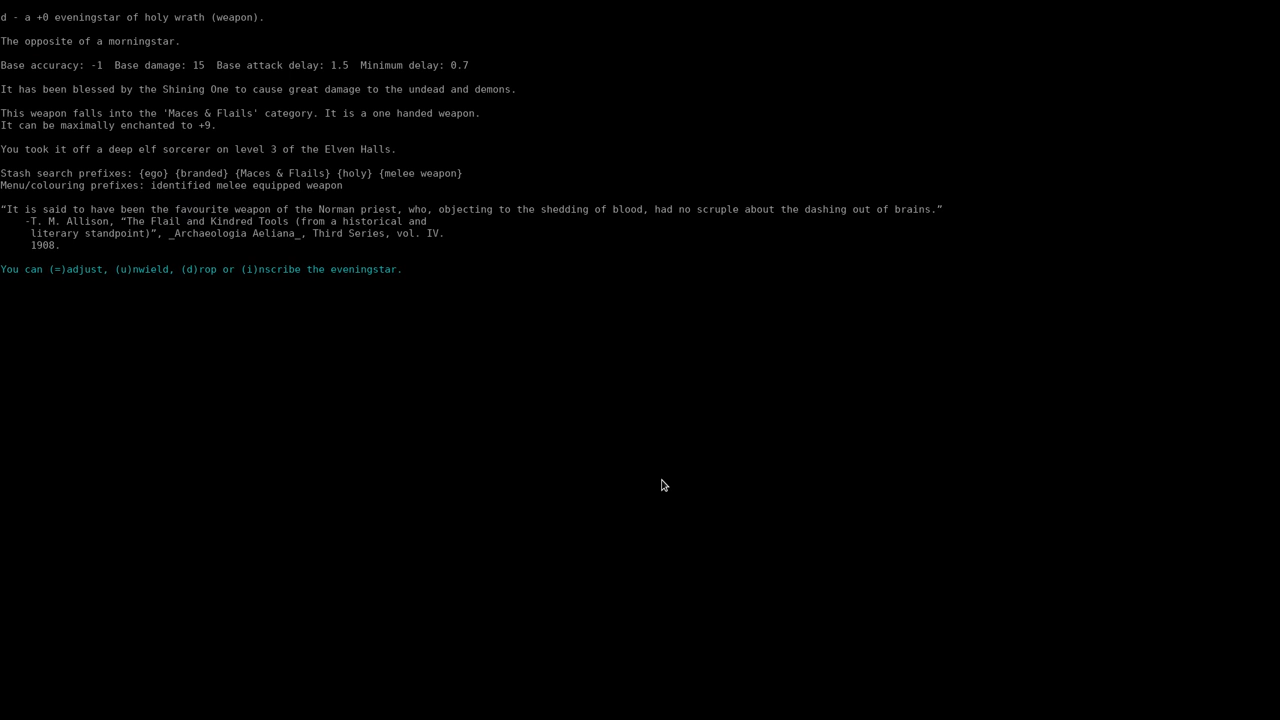 d - a +0 eveningstar of holy wrath (weapon).
The opposite of a morningstar.
Base accuracy: -1  Base damage: 15  Base attack delay: 1.5  Minimum delay: 0.7
It has been blessed by the Shining One to cause great damage to the undead and demons.
This weapon falls into the 'Maces & Flails' category. It is a one handed weapon.
It can be maximally enchanted to +9.
You took it off a deep elf sorcerer on level 3 of the Elven Halls.
Stash search prefixes: {ego} {branded} {Maces & Flails} {holy} {melee weapon}
Menu/colouring prefixes: identified melee equipped weapon
“It is said to have been the favourite weapon of the Norman priest, who, objecting to the shedding of blood, had no scruple about the dashing out of brains.”
-T. M. Allison, “The Flail and Kindred Tools (from a historical and
literary standpoint)”, _Archaeologia Aeliana_, Third Series, vol. IV.
1908.
You can (=)adjust, (u)nwield, (d)rop or (i)nscribe the eveningstar.